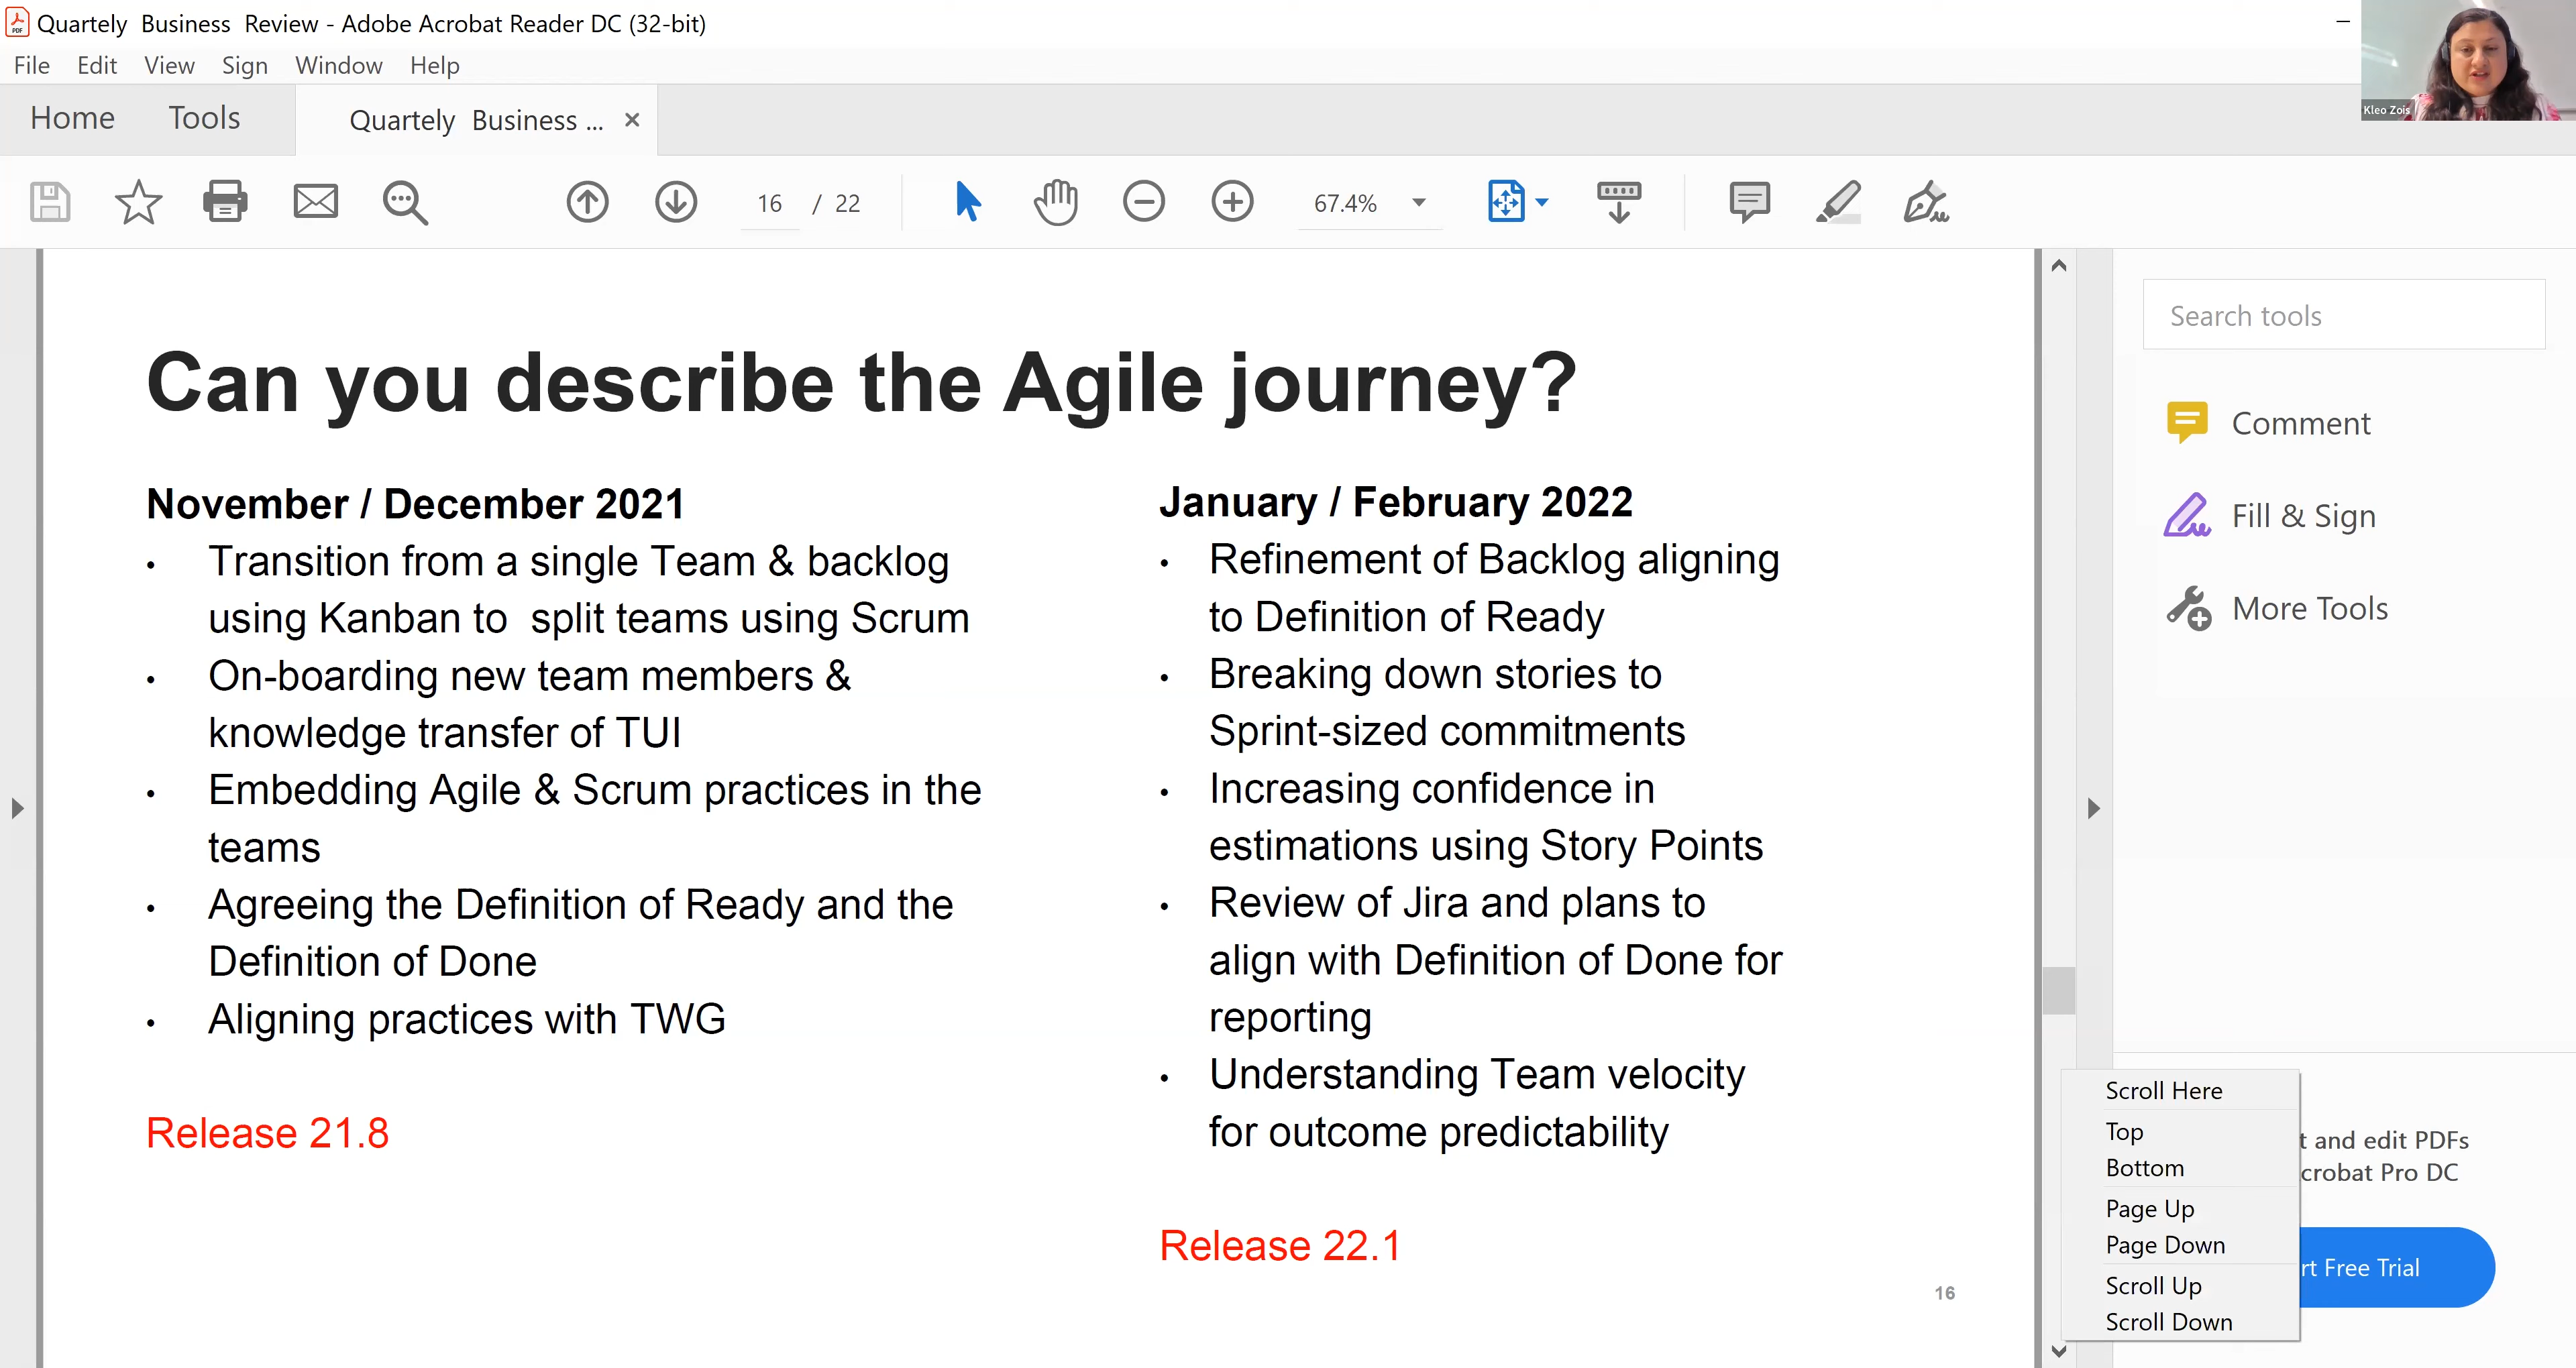 Quartely Business Review - Adobe Acrobat Reader DC (32-bit)
File Edit View Sign Window Help
Home Tools Quartely Business ...
16 / 22 67.4%
Kleo Zois
Search tools
Comment
Fill & Sign
More Tools
Can you describe the Agile journey?
November / December 2021
• Transition from a single Team & backlog
using Kanban to split teams using Scrum
• On-boarding new team members &
knowledge transfer of TUI
• Embedding Agile & Scrum practices in the
teams
• Agreeing the Definition of Ready and the
Definition of Done
• Aligning practices with TWG
Release 21.8
January / February 2022
• Refinement of Backlog aligning
to Definition of Ready
• Breaking down stories to
Sprint-sized commitments
• Increasing confidence in
estimations using Story Points
• Review of Jira and plans to
align with Definition of Done for
reporting
• Understanding Team velocity
for outcome predictability
Release 22.1
16
Scroll Here
Top
Bottom
Page Up
Page Down
Scroll Up
Scroll Down
t and edit PDFs
crobat Pro DC
rt Free Trial